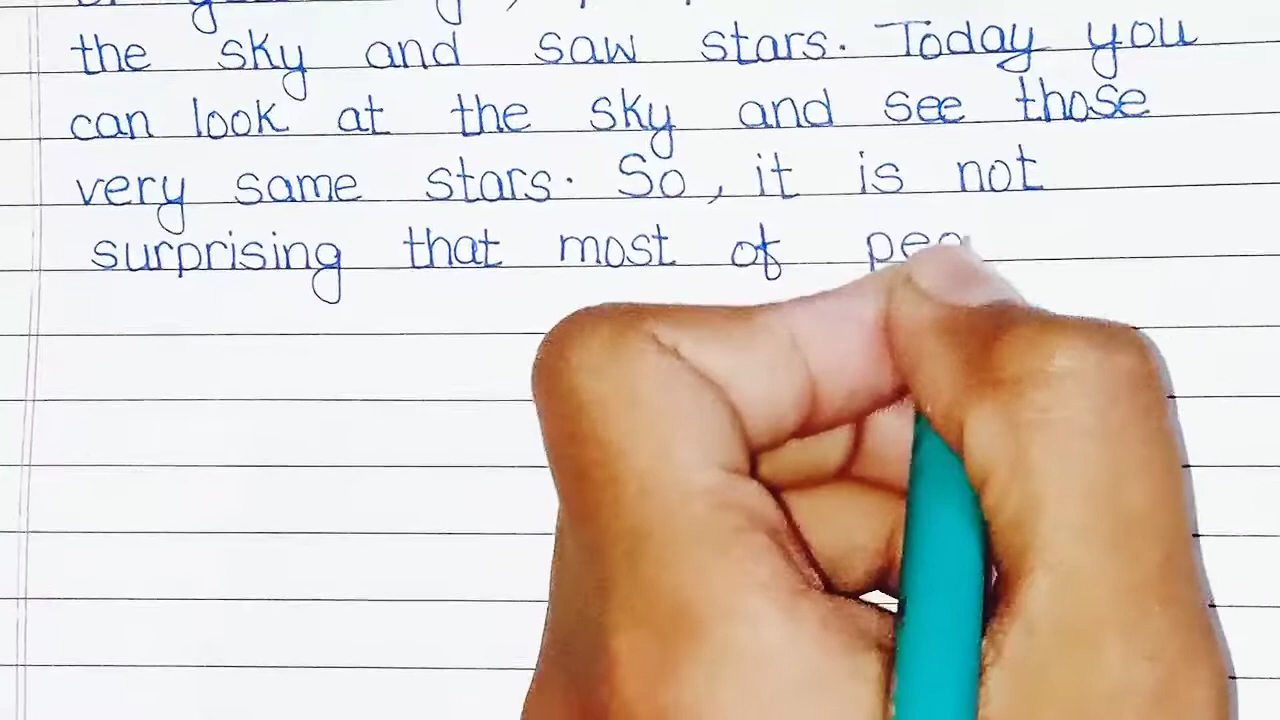 the sky and saw stars. Today you
can look at the sky and see those
very same stars. So, it is not
surprising that most of